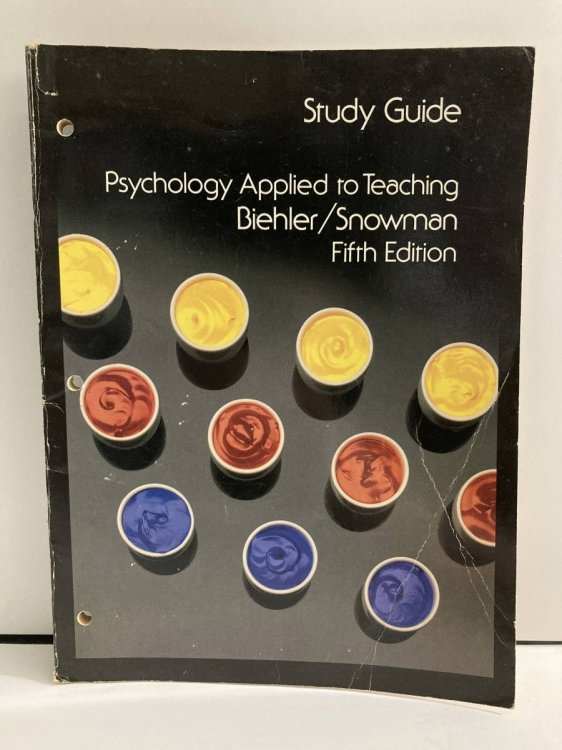 Study Guide
Psychology Applied to Teaching
Biehler/Snowman
Fifth Edition